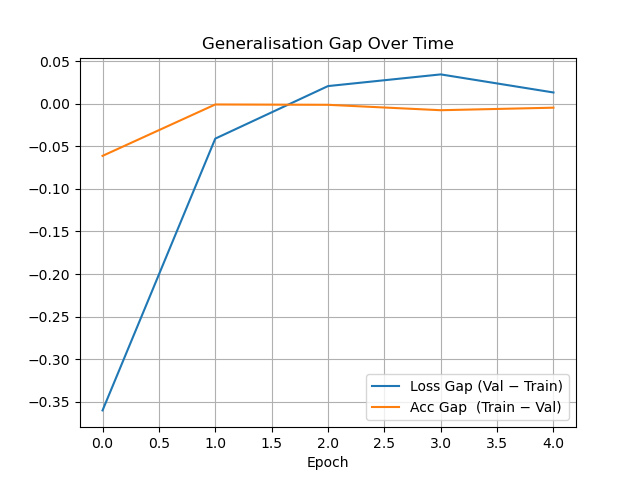 Generalisation Gap Over Time
0.05
0.00
−0.05
−0.10
−0.15
−0.20
−0.25
−0.30
−0.35
Loss Gap (Val − Train)
Acc Gap  (Train − Val)
0.0 0.5 1.0 1.5 2.0 2.5 3.0 3.5 4.0
Epoch